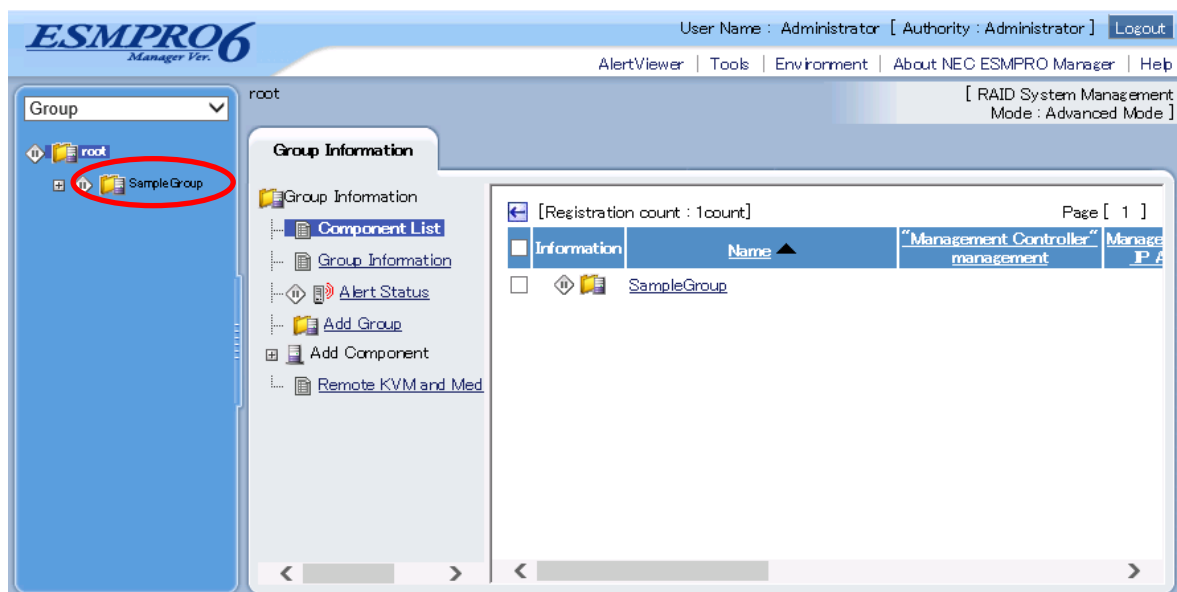 ESMPRO6
Manager Ver.
User Name : Administrator [ Authority : Administrator ] Logout
AlertViewer | Tools | Environment | About NEC ESMPRO Manager | Help
Group
root
[ RAID System Management
Mode : Advanced Mode ]
root
SampleGroup
Group Information
Group Information
Component List
Group Information
Alert Status
Add Group
Add Component
Remote KVM and Med
[Registration count : 1count]
Page [ 1 ]
Information
Name ▲
"Management Controller"
management
Manage
IP A
SampleGroup